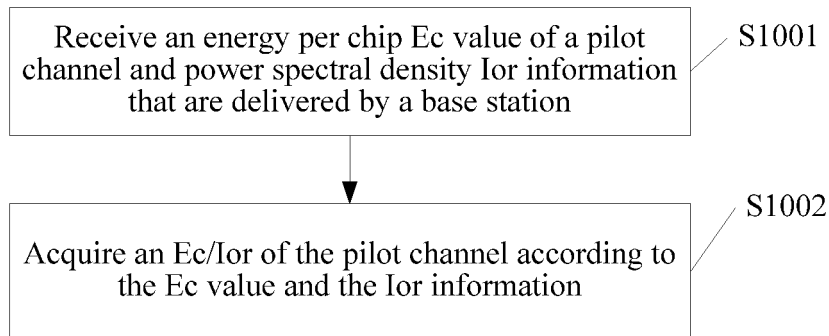 Receive an energy per chip Ec value of a pilot
channel and power spectral density Ior information
that are delivered by a base station
S1001
Acquire an Ec/Ior of the pilot channel according to
the Ec value and the Ior information
S1002